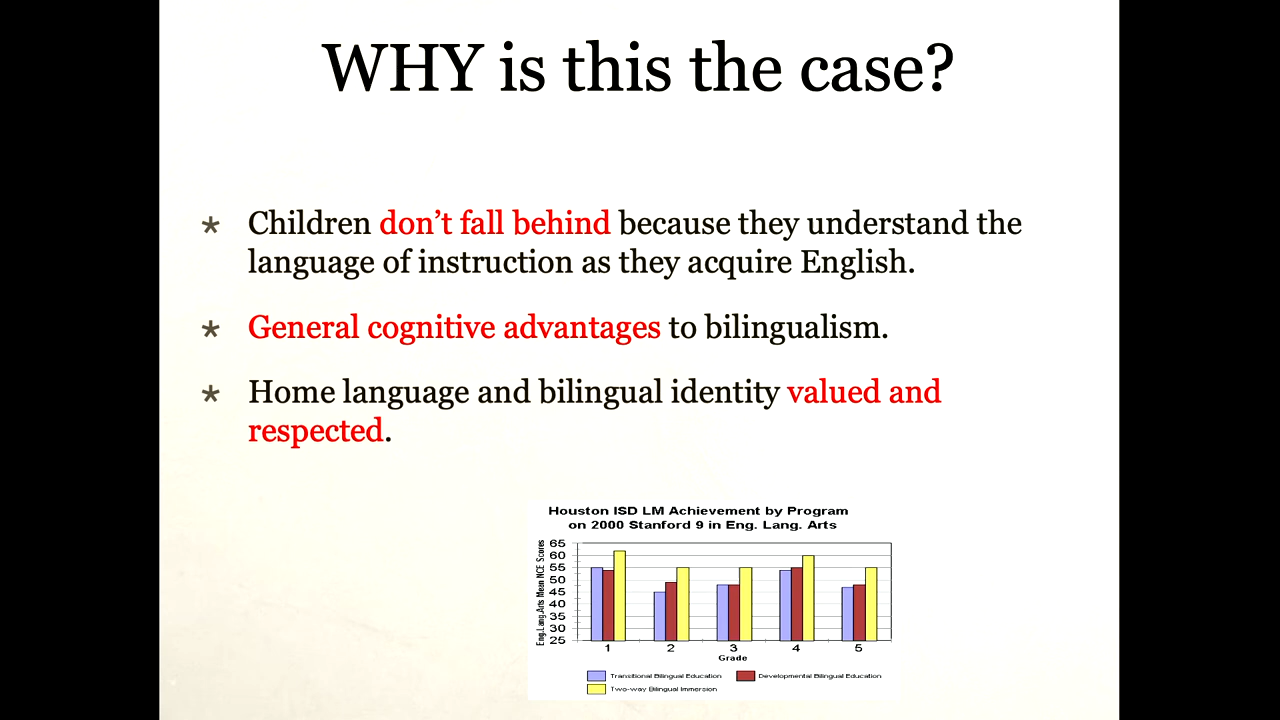 WHY is this the case?
* Children don't fall behind because they understand the
language of instruction as they acquire English.
* General cognitive advantages to bilingualism.
* Home language and bilingual identity valued and
respected.
Houston ISD LM Achievement by Program
on 2000 Stanford 9 in Eng. Lang. Arts
Eng.Lang.Arts Mean NCE Scores
65
60
55
50
45
40
35
30
25
1 2 3 4 5
Grade
Transitional Bilingual Education Developmental Bilingual Education
Two-way Bilingual Immersion